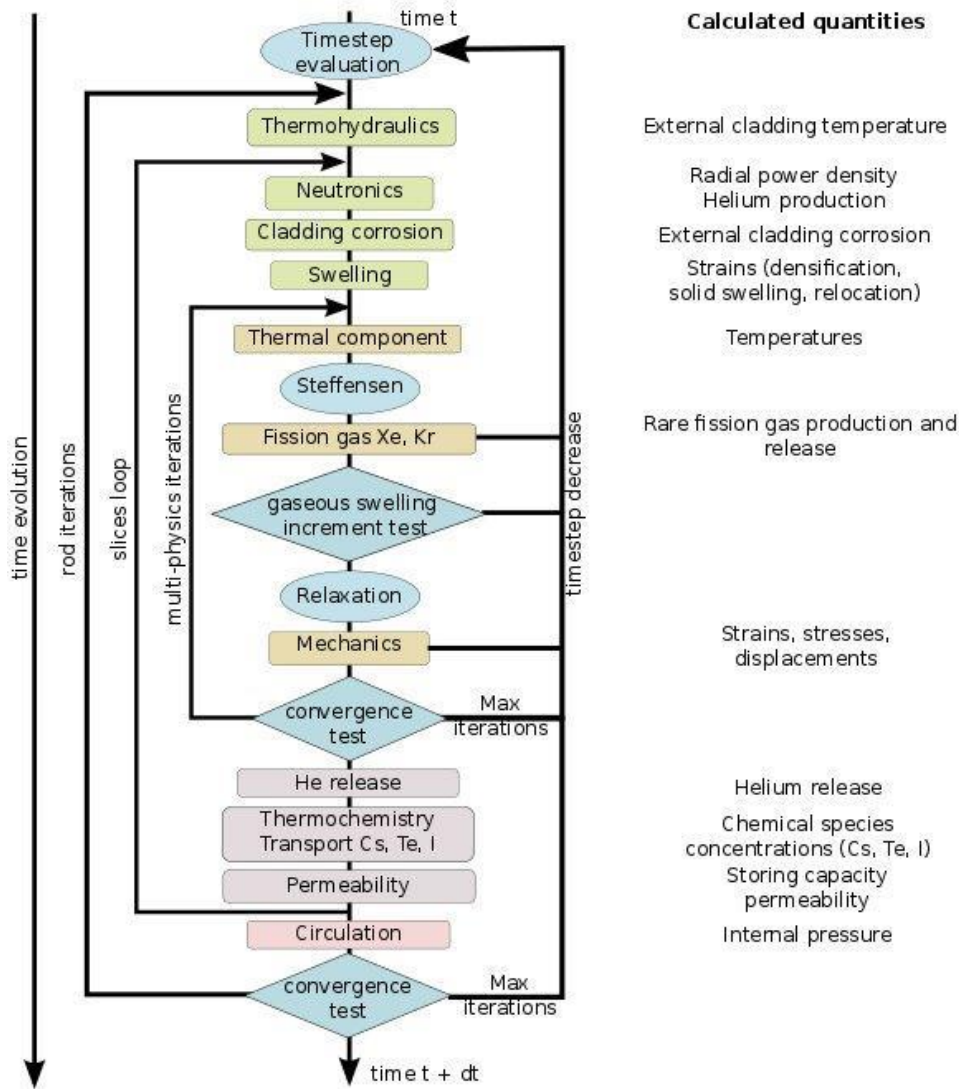 time t
Calculated quantities
Timestep
evaluation
Thermohydraulics
External cladding temperature
Neutronics
Radial power density
Helium production
Cladding corrosion
External cladding corrosion
Swelling
Strains (densification,
solid swelling, relocation)
Thermal component
Temperatures
Steffensen
Fission gas Xe, Kr
Rare fission gas production and
release
gaseous swelling
increment test
Relaxation
Mechanics
Strains, stresses,
displacements
convergence
test
Max
iterations
He release
Helium release
Thermochemistry
Transport Cs, Te, I
Chemical species
concentrations (Cs, Te, I)
Permeability
Storing capacity
permeability
Circulation
Internal pressure
convergence
test
Max
iterations
time t + dt
time evolution
rod iterations
slices loop
multi-physics iterations
timestep decrease